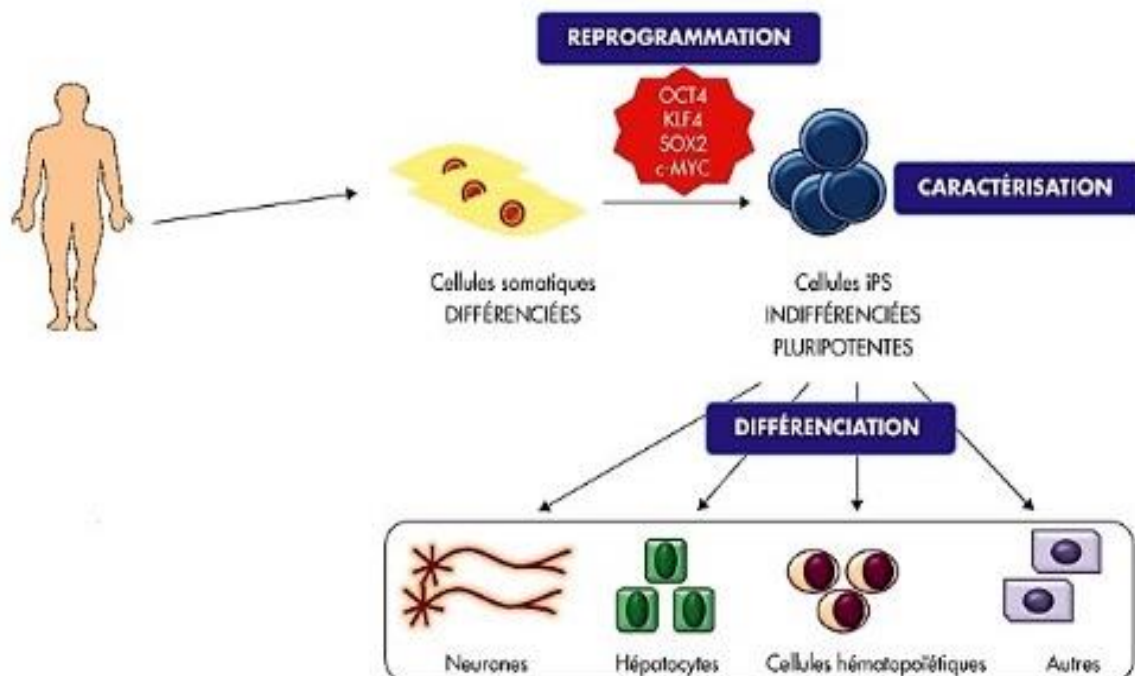 REPROGRAMMATION
OCT4
KLF4
SOX2
c-MYC
CARACTÉRISATION
Cellules somatiques
DIFFÉRENCIÉES
Cellules iPS
INDIFFÉRENCIÉES
PLURIPOTENTES
DIFFÉRENCIATION
Neurones
Hépatocytes
Cellules hématopoïétiques
Autres